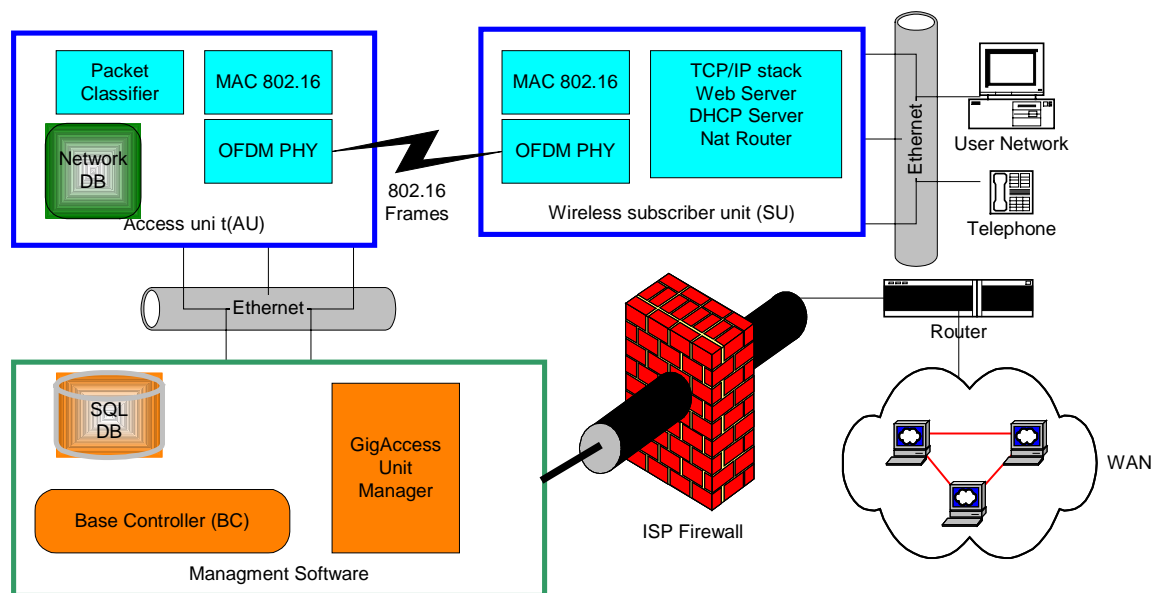 Packet
Classifier
MAC 802.16
Network
DB
OFDM PHY
Access uni t(AU)
802.16
Frames
MAC 802.16
OFDM PHY
TCP/IP stack
Web Server
DHCP Server
Nat Router
Wireless subscriber unit (SU)
Ethernet
User Network
Telephone
Ethernet
SQL
DB
GigAccess
Unit
Manager
Base Controller (BC)
Managment Software
ISP Firewall
Router
WAN